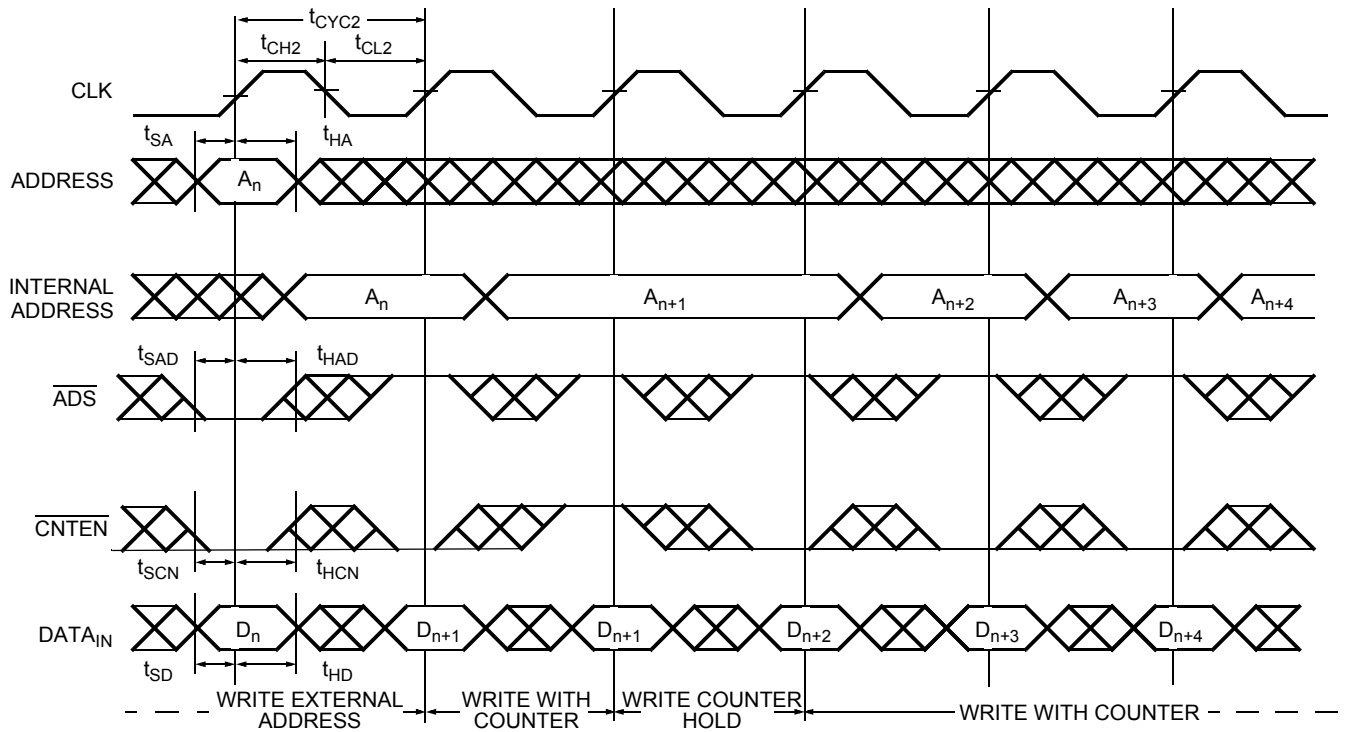 tCYC2
tCH2 tCL2
CLK
tSA tHA
ADDRESS An
INTERNAL
ADDRESS
An An+1 An+2 An+3 An+4
tSAD tHAD
ADS
CNTEN
tSCN tHCN
DATAIN Dn Dn+1 Dn+1 Dn+2 Dn+3 Dn+4
tSD tHD
WRITE EXTERNAL
ADDRESS
WRITE WITH
COUNTER
WRITE COUNTER
HOLD
WRITE WITH COUNTER